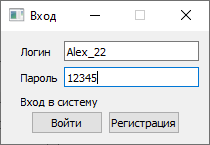 Вход
Логин Alex_22
Пароль 12345
Вход в систему
Войти Регистрация